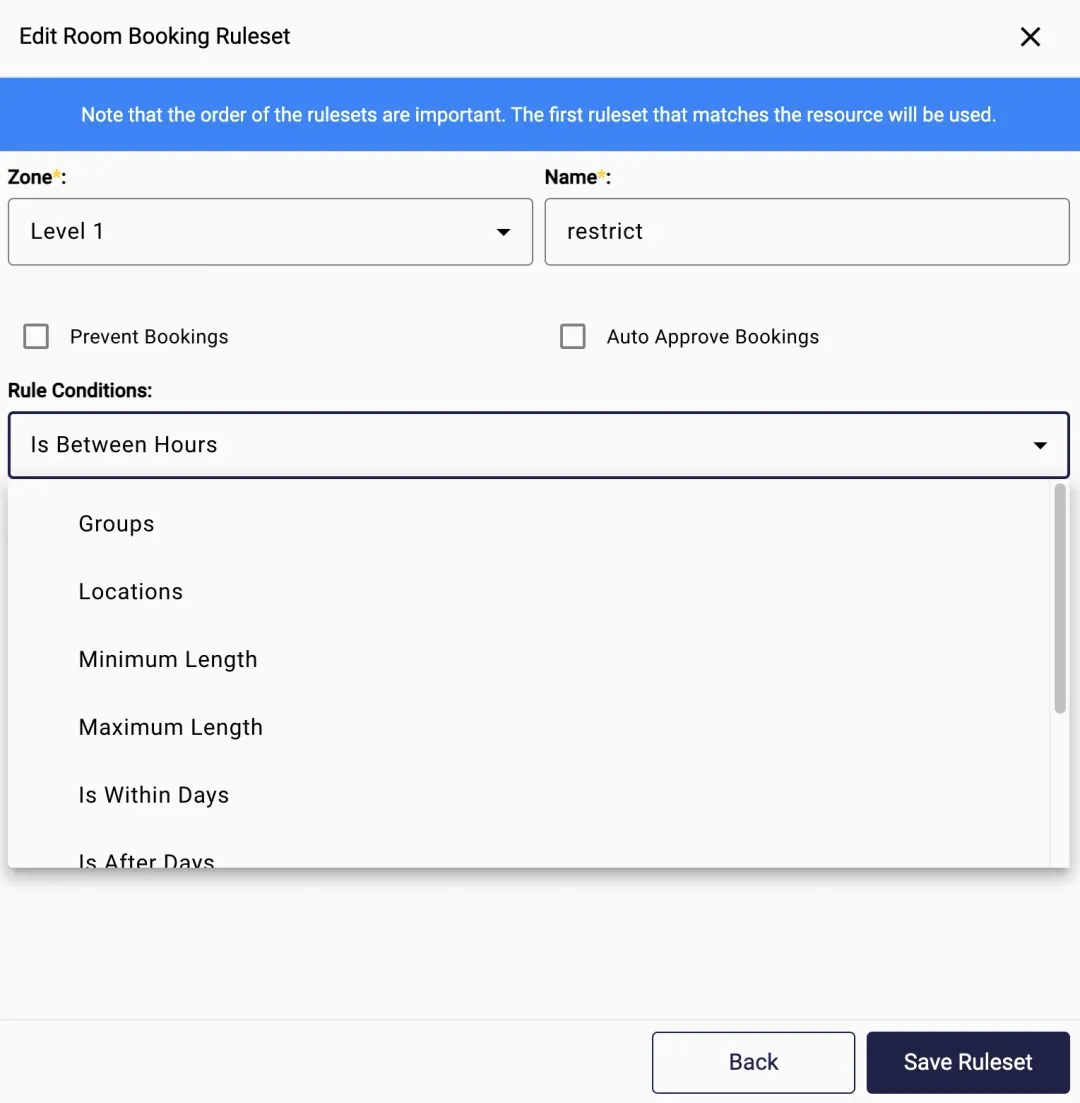 Edit Room Booking Ruleset
Note that the order of the rulesets are important. The first ruleset that matches the resource will be used.
Zone*:
Name*:
Level 1
restrict
Prevent Bookings
Auto Approve Bookings
Rule Conditions:
Is Between Hours
Groups
Locations
Minimum Length
Maximum Length
Is Within Days
Is After Days
Back
Save Ruleset